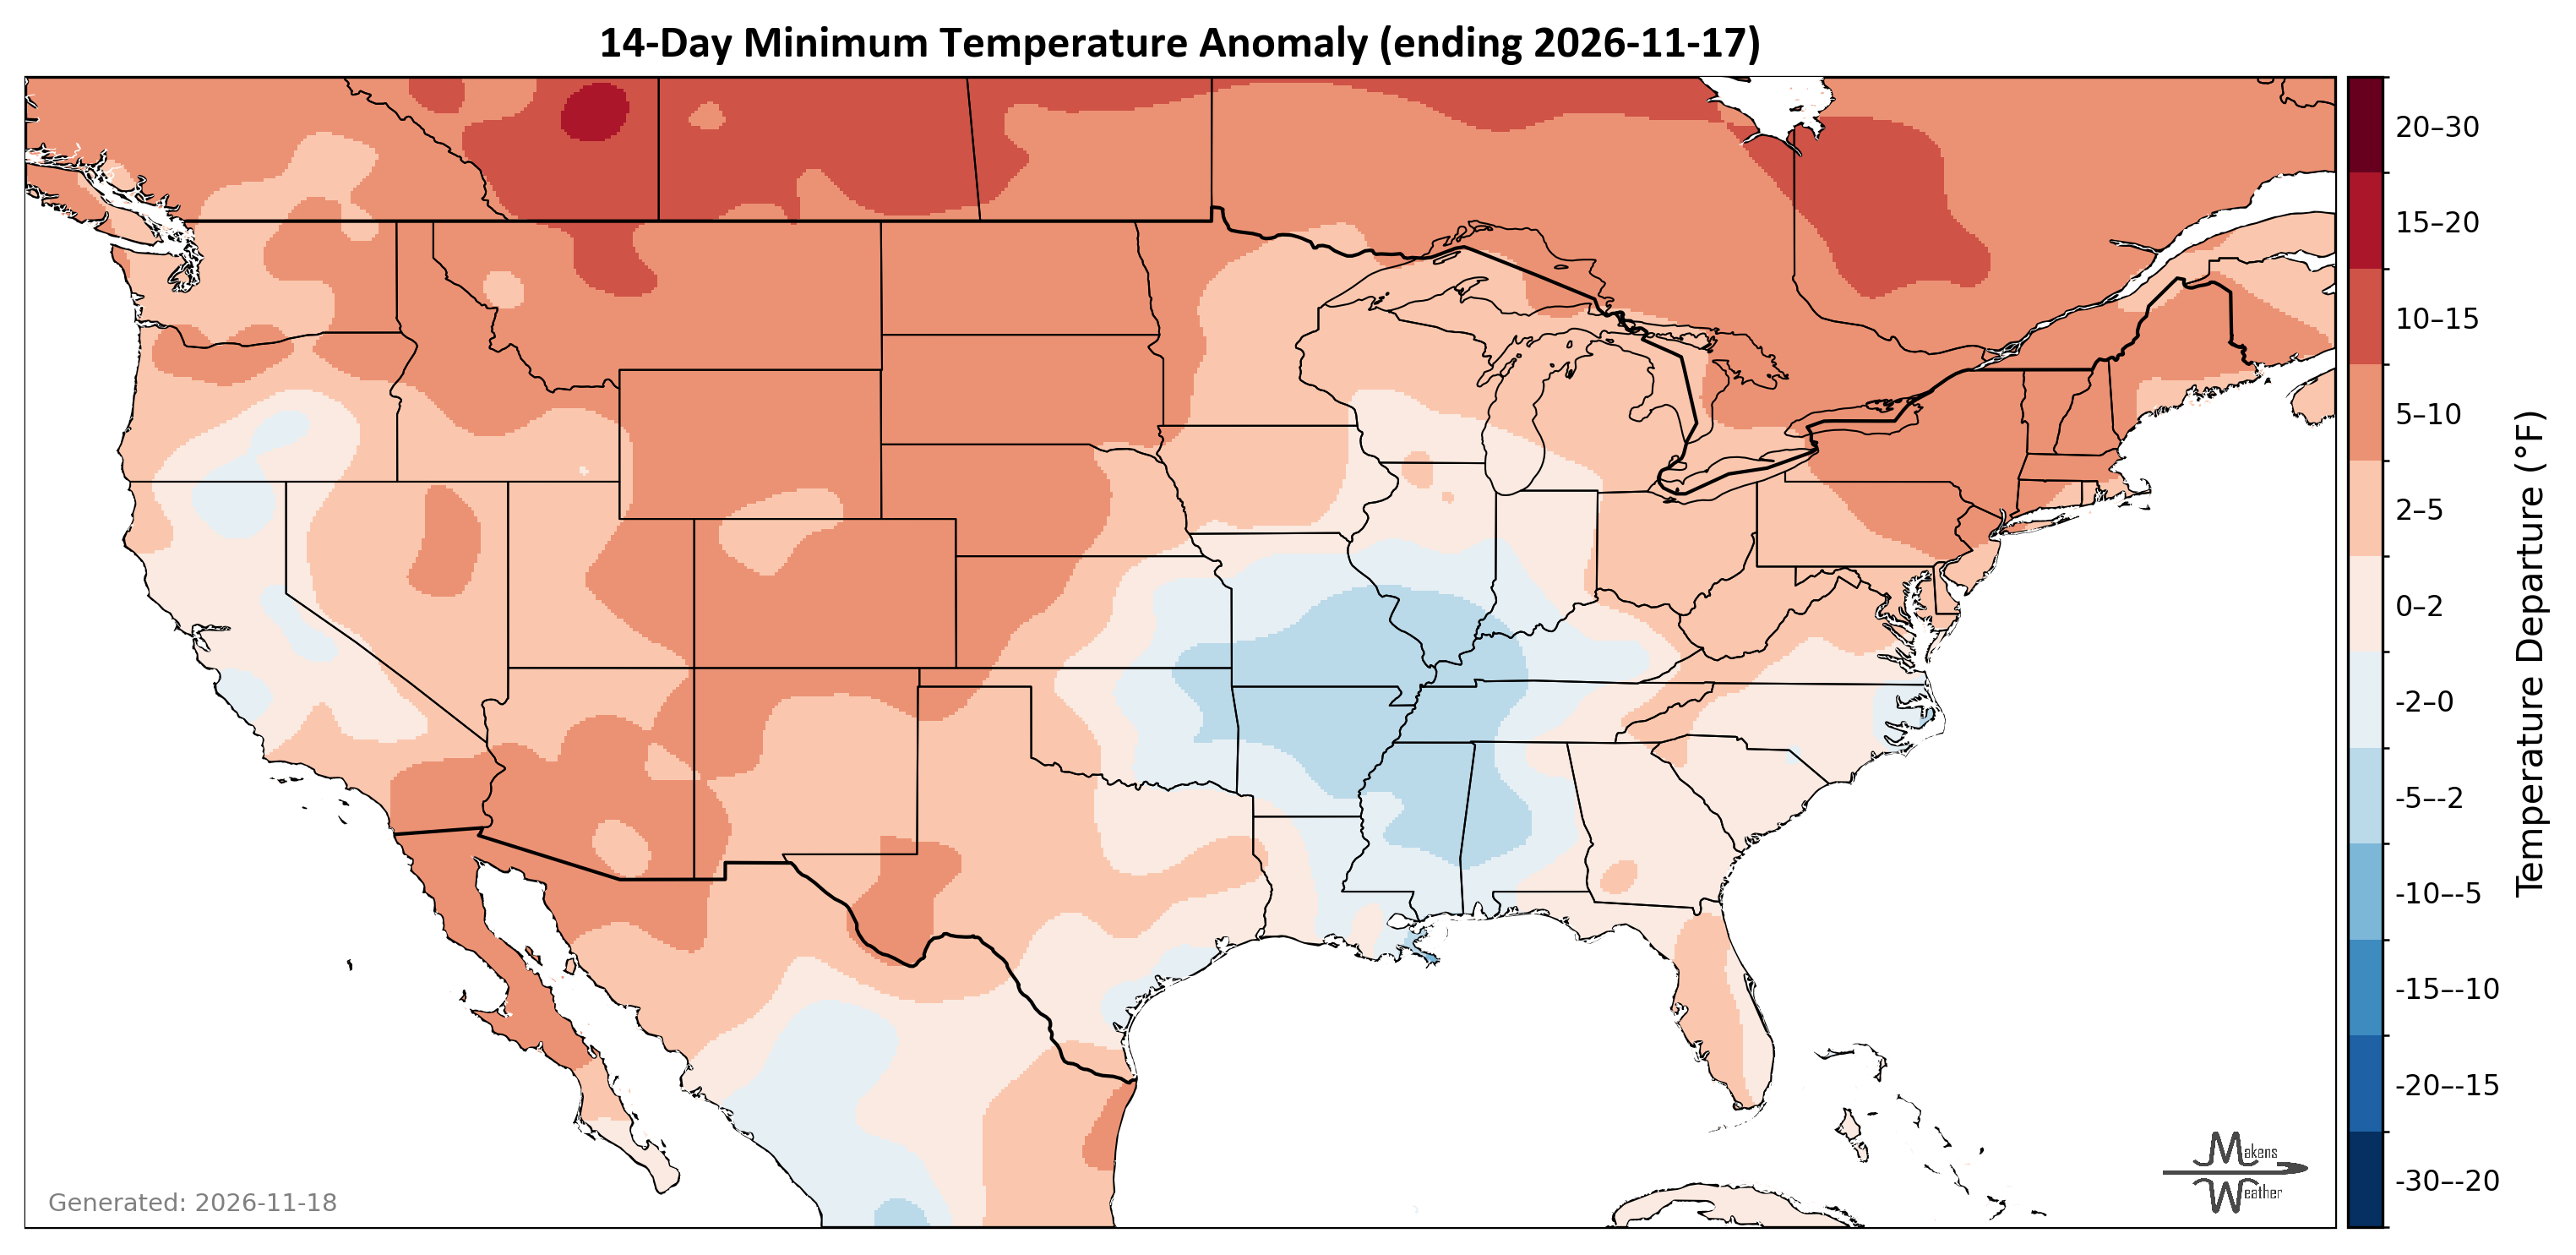 14-Day Minimum Temperature Anomaly (ending 2026-11-17)
20–30
15–20
10–15
5–10
2–5
0–2
-2–0
-5–-2
-10–-5
-15–-10
-20–-15
-30–-20
Temperature Departure (°F)
Generated: 2026-11-18
Makens
Weather